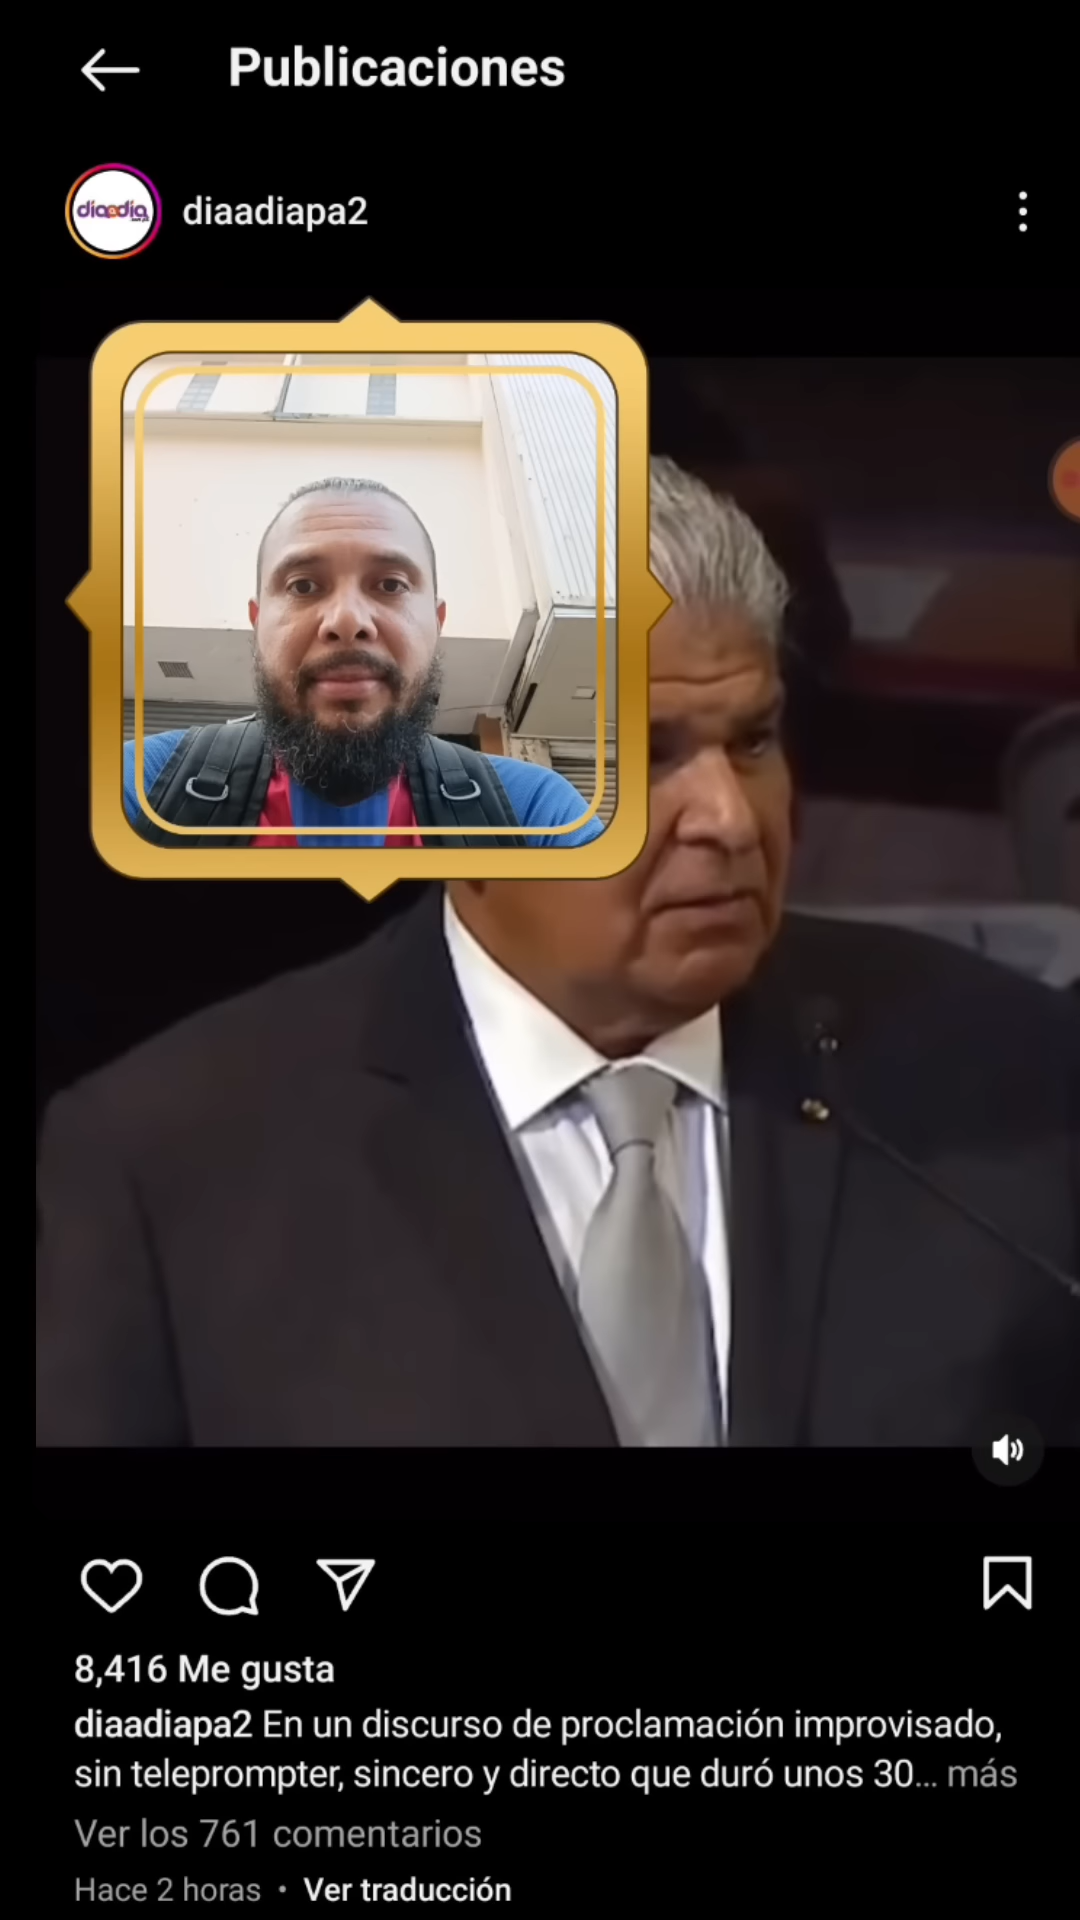 Publicaciones
díaadía
diaadiapa2
8,416 Me gusta
diaadiapa2 En un discurso de proclamación improvisado,
sin teleprompter, sincero y directo que duró unos 30... más
Ver los 761 comentarios
Hace 2 horas • Ver traducción